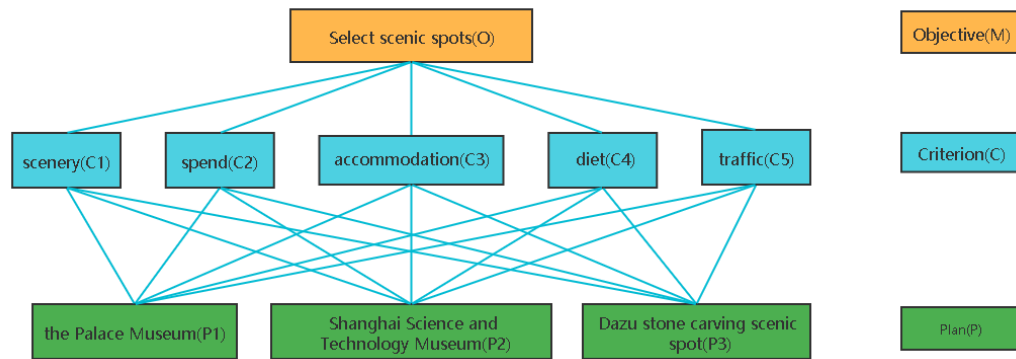 Select scenic spots(O)
Objective(M)
scenery(C1)
spend(C2)
accommodation(C3)
diet(C4)
traffic(C5)
Criterion(C)
the Palace Museum(P1)
Shanghai Science and
Technology Museum(P2)
Dazu stone carving scenic
spot(P3)
Plan(P)